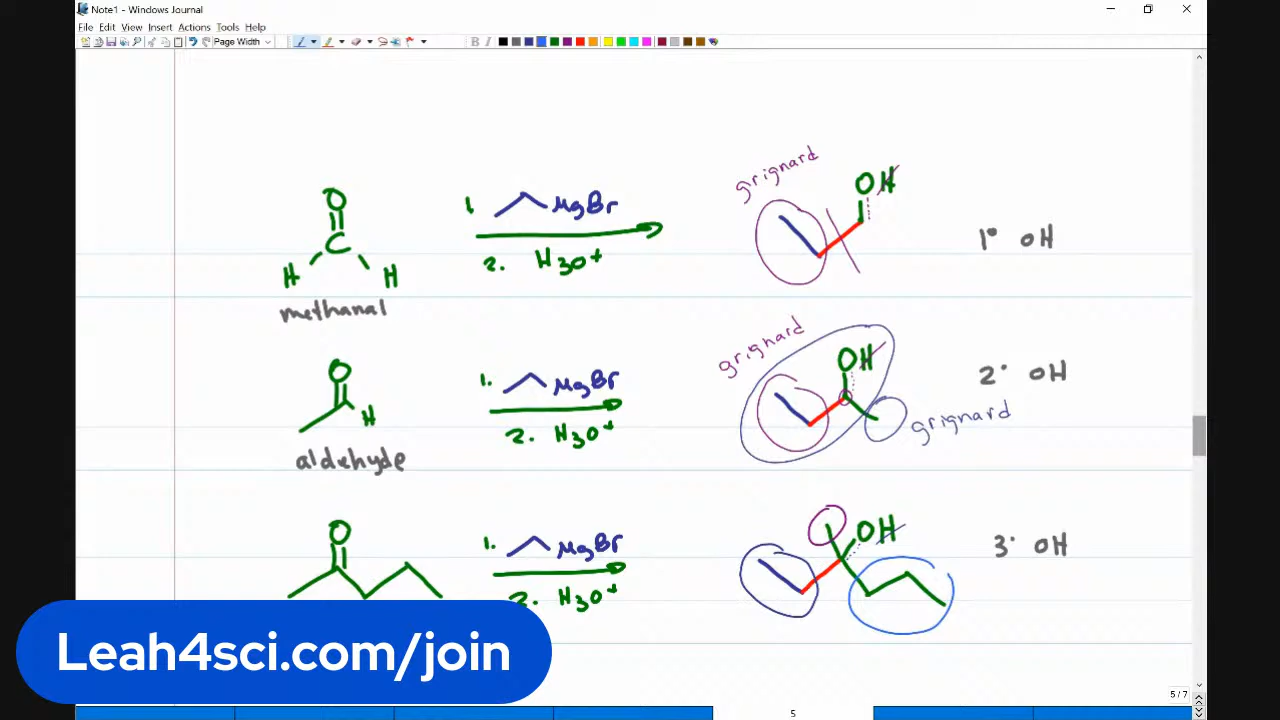 Note1 - Windows Journal
File Edit View Insert Actions Tools Help
Page Width
B I
grignard
O
OH
1. MgBr
C
1° OH
H H
2. H3O+
methanal
grignard
O
OH
1. MgBr
2° OH
H
grignard
2. H3O+
aldehyde
O
OH
1. MgBr
3° OH
2. H3O+
Leah4sci.com/join
5 / 7
5